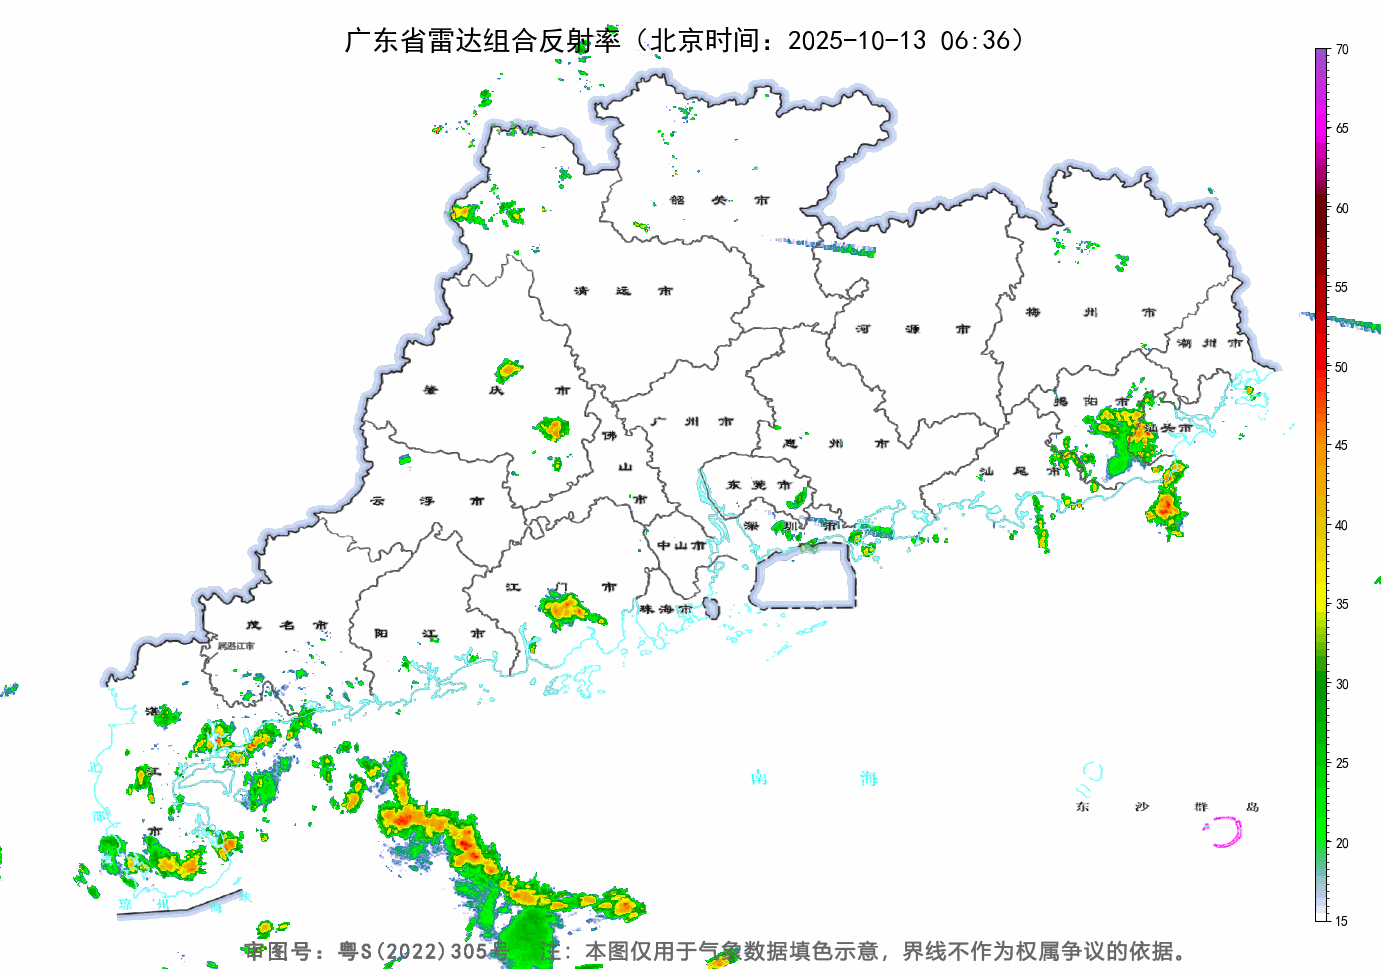 广东省雷达组合反射率（北京时间：2025-10-13 06:36）
70
65
60
55
50
45
40
35
30
25
20
15
韶关市
清远市
河源市
梅州市
潮州市
肇庆市
广州市
揭阳市
汕头市
佛山市
惠州市
汕尾市
云浮市
东莞市
深圳市
中山市
江门市
珠海市
茂名市
属湛江市
阳江市
湛江市
北部
南海
东沙群岛
琼州海峡
审图号：粤S(2022)305号 注：本图仅用于气象数据填色示意，界线不作为权属争议的依据。